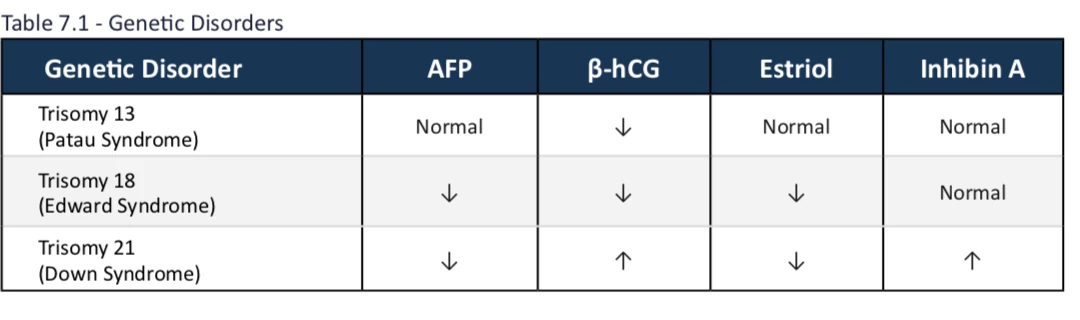 Table 7.1 - Genetic Disorders
Genetic Disorder AFP β-hCG Estriol Inhibin A
Trisomy 13
(Patau Syndrome) Normal ↓ Normal Normal
Trisomy 18
(Edward Syndrome) ↓ ↓ ↓ Normal
Trisomy 21
(Down Syndrome) ↓ ↑ ↓ ↑